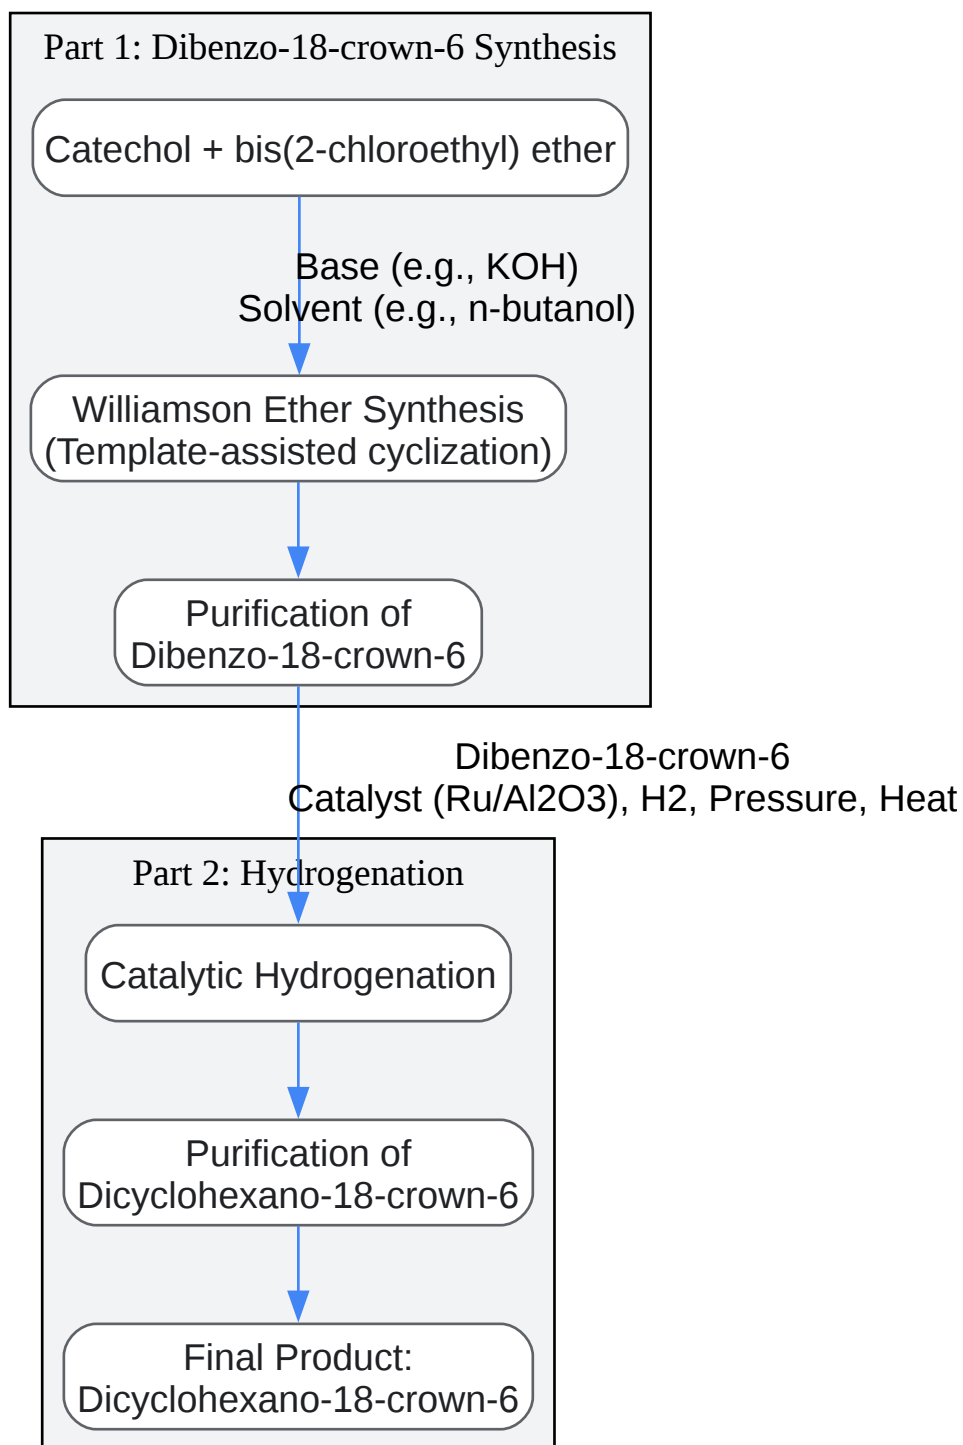 Part 1: Dibenzo-18-crown-6 Synthesis
Catechol + bis(2-chloroethyl) ether
Base (e.g., KOH)
Solvent (e.g., n-butanol)
Williamson Ether Synthesis
(Template-assisted cyclization)
Purification of
Dibenzo-18-crown-6
Dibenzo-18-crown-6
Catalyst (Ru/Al2O3), H2, Pressure, Heat
Part 2: Hydrogenation
Catalytic Hydrogenation
Purification of
Dicyclohexano-18-crown-6
Final Product:
Dicyclohexano-18-crown-6